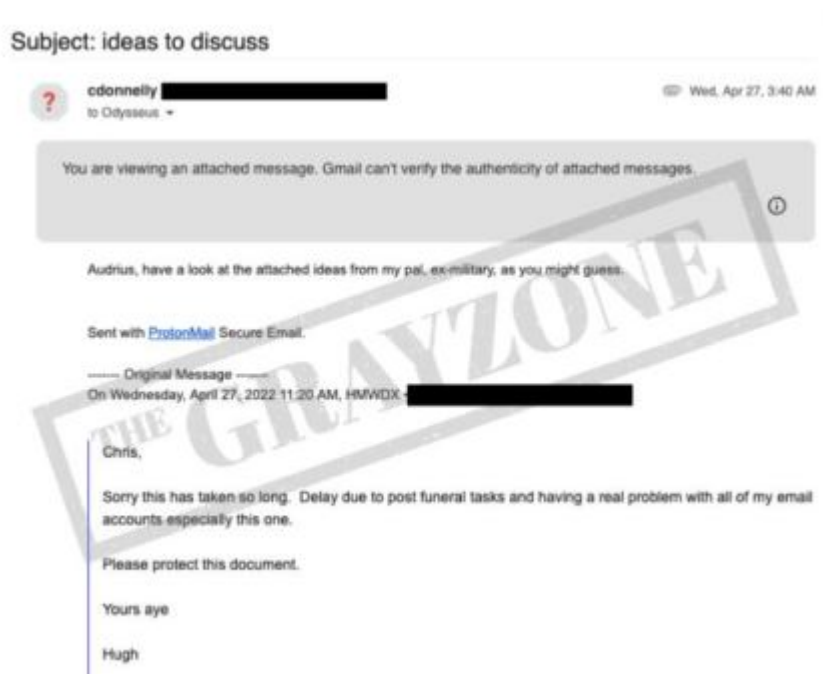 Subject: ideas to discuss
cdonnelly
Wed, Apr 27, 3:40 AM
?
to Odysseus
You are viewing an attached message. Gmail can't verify the authenticity of attached messages.
Audrius, have a look at the attached ideas from my pal, ex-military, as you might guess.
Sent with ProtonMail Secure Email.
------- Original Message -------
On Wednesday, April 27, 2022 11:20 AM, HMWDX
THE GRAYZONE
Chris,
Sorry this has taken so long. Delay due to post funeral tasks and having a real problem with all of my email
accounts especially this one.
Please protect this document.
Yours aye
Hugh